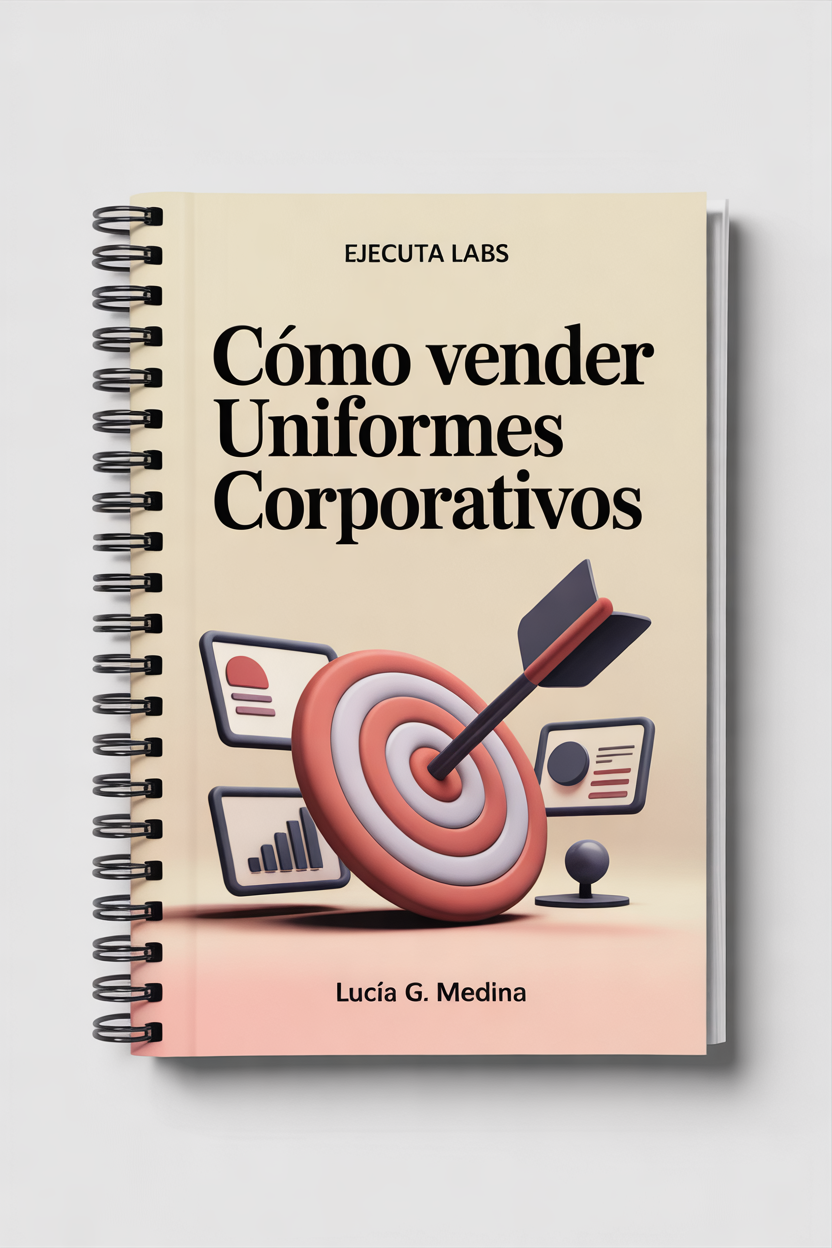 EJECUTA LABS
Cómo vender
Uniformes
Corporativos
Lucía G. Medina